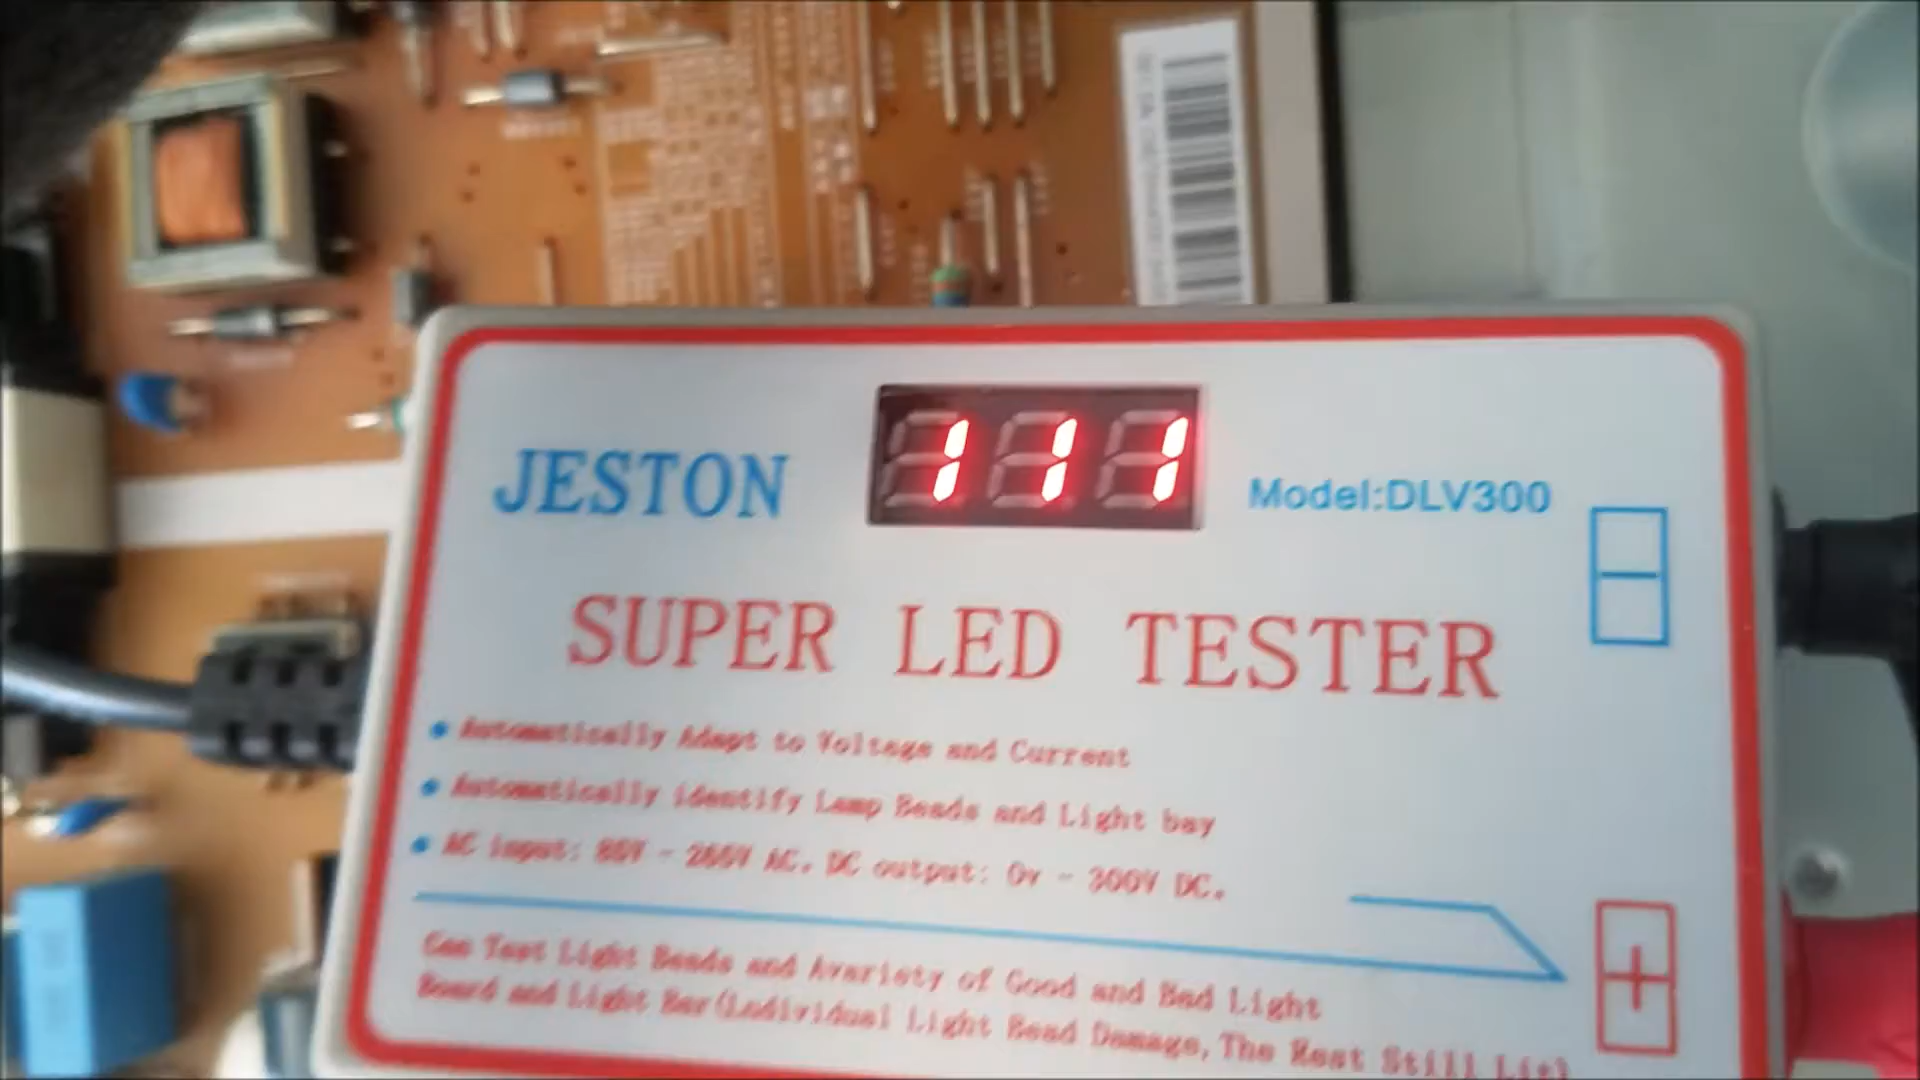 111
JESTON
Model:DLV300
SUPER LED TESTER
Automatically Adapt to Voltage and Current
Automatically identify Lamp Beads and Light bay
AC input: 85V - 265V AC. DC output: 0v - 300V DC.
Can Test Light Beads and Avariety of Good and Bad Light
Board and Light Bar(Individual Light Bead Damage, The Rest Still Lit)